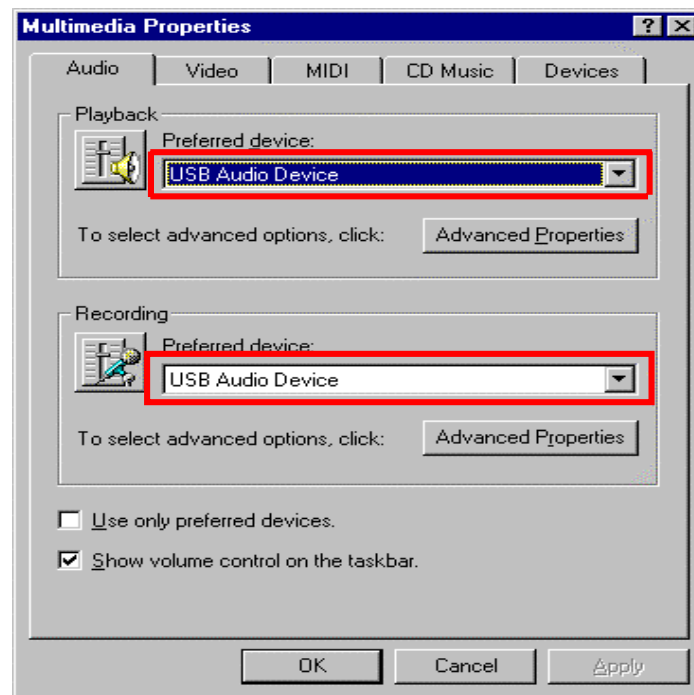 Multimedia Properties
Audio Video MIDI CD Music Devices
Playback
Preferred device:
USB Audio Device
To select advanced options, click: Advanced Properties
Recording
Preferred device:
USB Audio Device
To select advanced options, click: Advanced Properties
Use only preferred devices.
Show volume control on the taskbar.
OK Cancel Apply